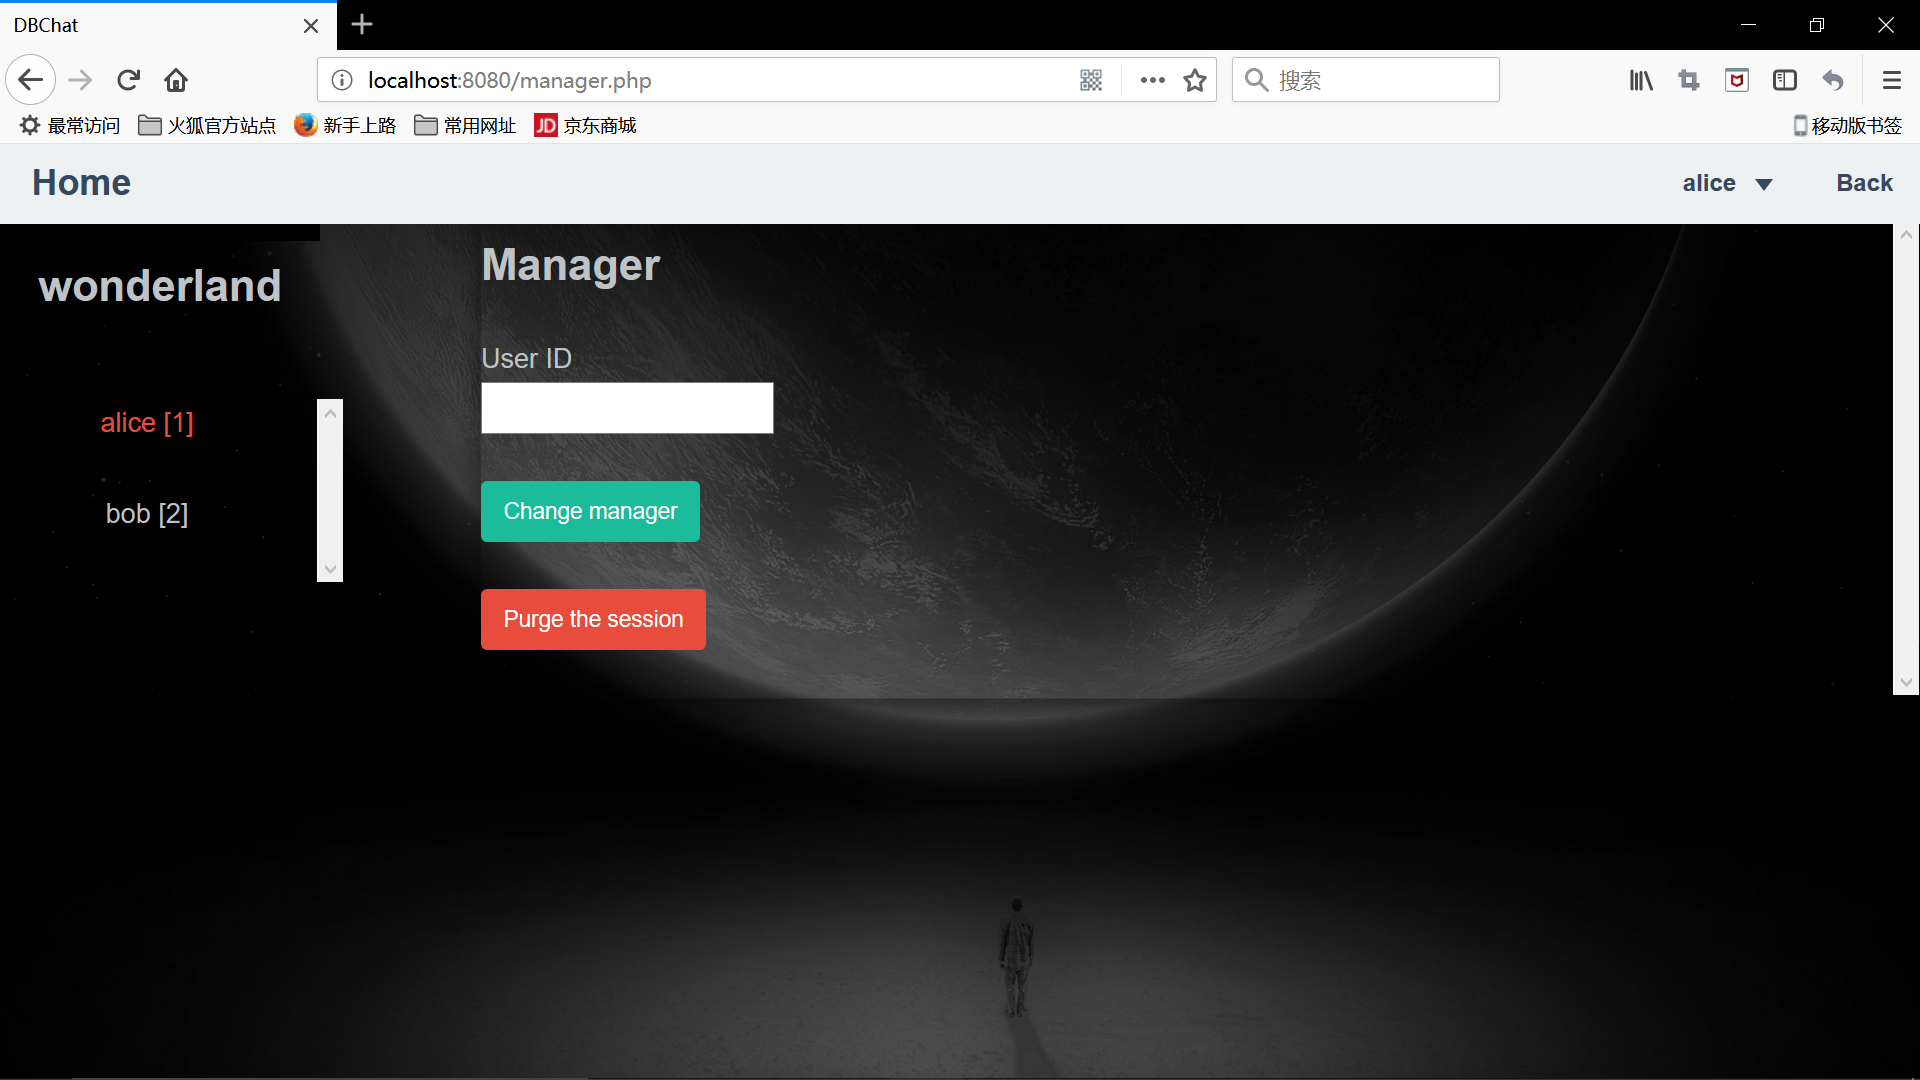 DBChat
localhost:8080/manager.php
搜索
最常访问 火狐官方站点 新手上路 常用网址 JD 京东商城 移动版书签
Home alice Back
wonderland
alice [1]
bob [2]
Manager
User ID
Change manager
Purge the session